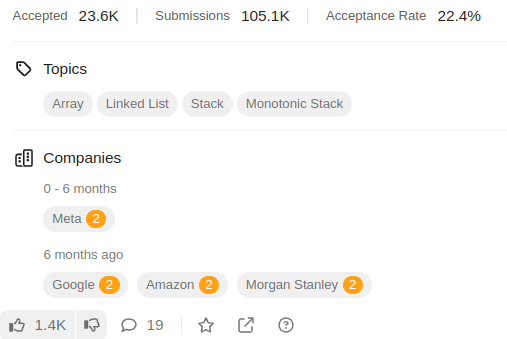 Accepted 23.6K Submissions 105.1K Acceptance Rate 22.4%
Topics
Array Linked List Stack Monotonic Stack
Companies
0 - 6 months
Meta 2
6 months ago
Google 2 Amazon 2 Morgan Stanley 2
1.4K 19